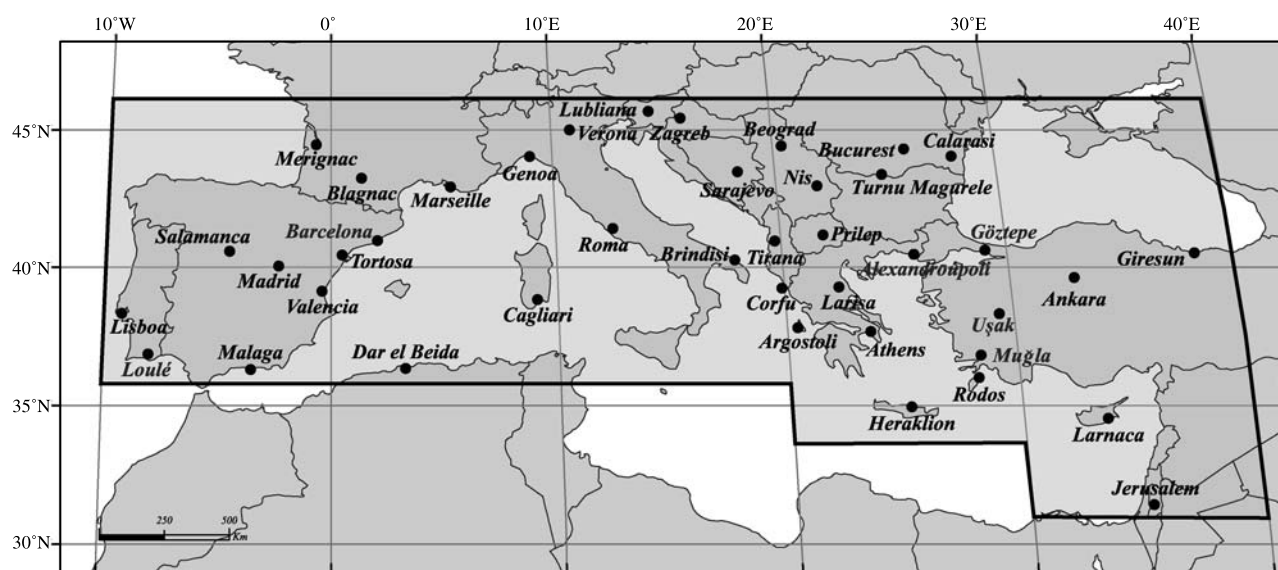 10°W 0° 10°E 20°E 30°E 40°E
45°N
Lubliana
Verona Zagreb
Beograd
Bucurest
Calarasi
Merignac
Genoa
Blagnac
Marseille
Sarajevo
Nis
Turnu Magurele
Salamanca
Barcelona
Roma
Brindisi
Tirana
Prilep
Göztepe
Giresun
40°N
Madrid
Tortosa
Alexandroupoli
Valencia
Cagliari
Corfu
Larisa
Ankara
Lisboa
Uşak
Loulé
Malaga
Dar el Beida
Argostoli
Athens
Muğla
Rodos
35°N
Heraklion
Larnaca
Jerusalem
0 250 500
Km
30°N